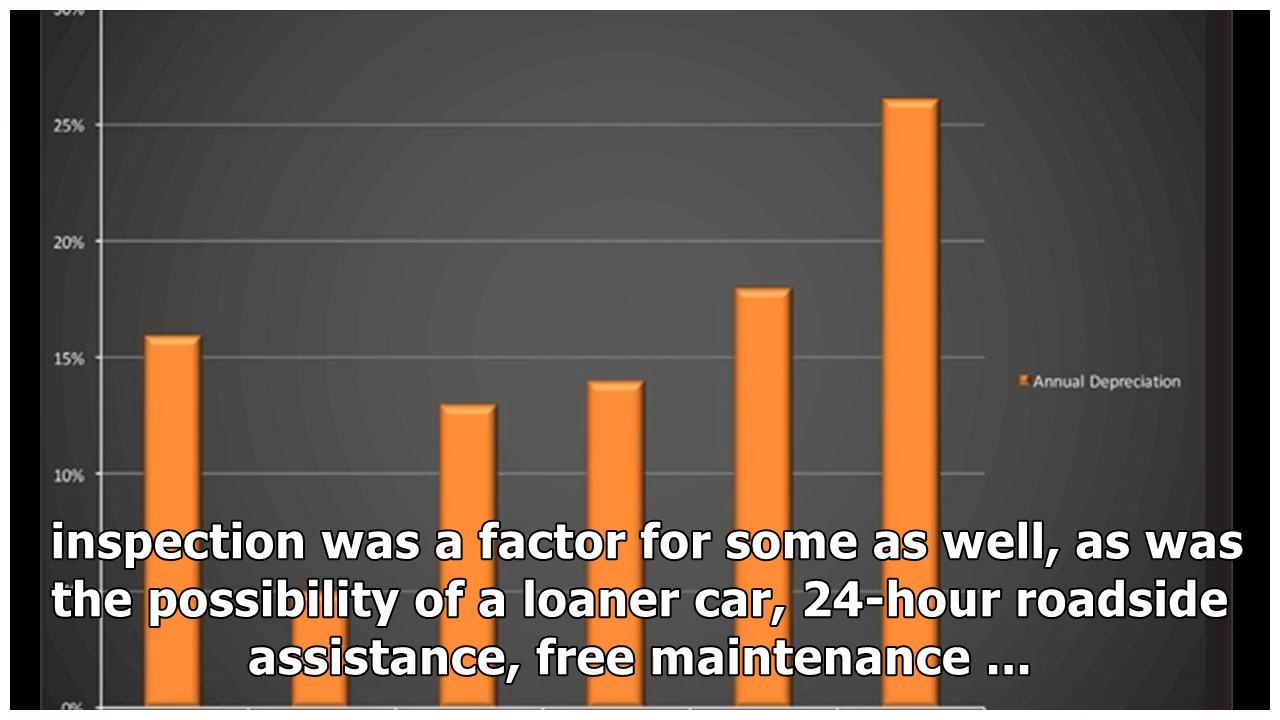 30%
25%
20%
15%
Annual Depreciation
10%
inspection was a factor for some as well, as was
the possibility of a loaner car, 24-hour roadside
assistance, free maintenance ...
0%